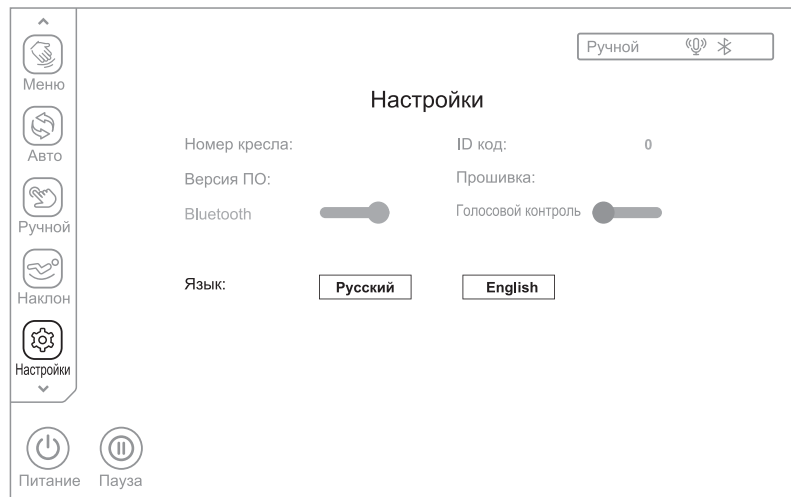 Ручной
Меню
Настройки
Авто
Номер кресла:
ID код:
0
Версия ПО:
Прошивка:
Bluetooth
Голосовой контроль
Ручной
Язык:
Русский
English
Наклон
Настройки
Питание
Пауза